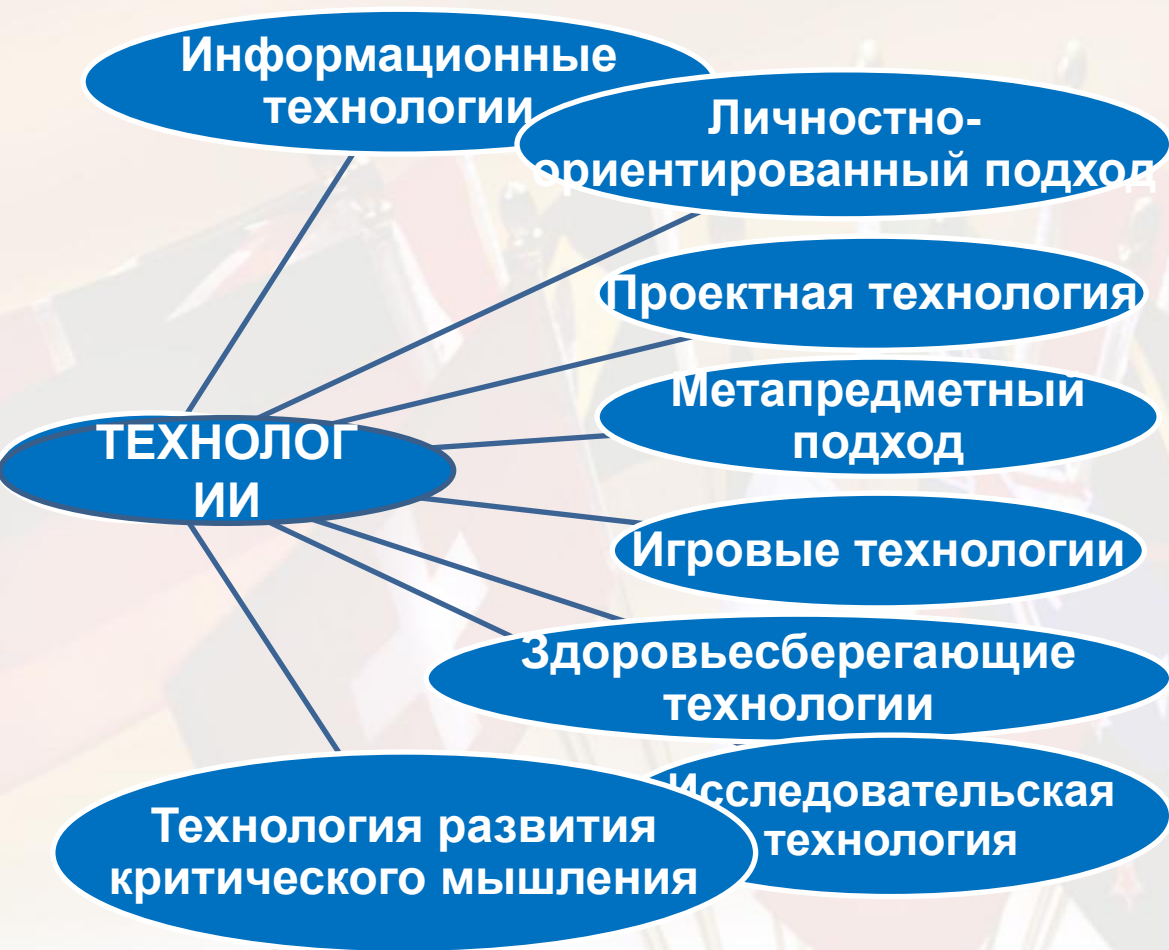 Информационные
технологии
Личностно-
ориентированный подход
Проектная технология
Метапредметный
подход
ТЕХНОЛОГ
ИИ
Игровые технологии
Здоровьесберегающие
технологии
Исследовательская
технология
Технология развития
критического мышления